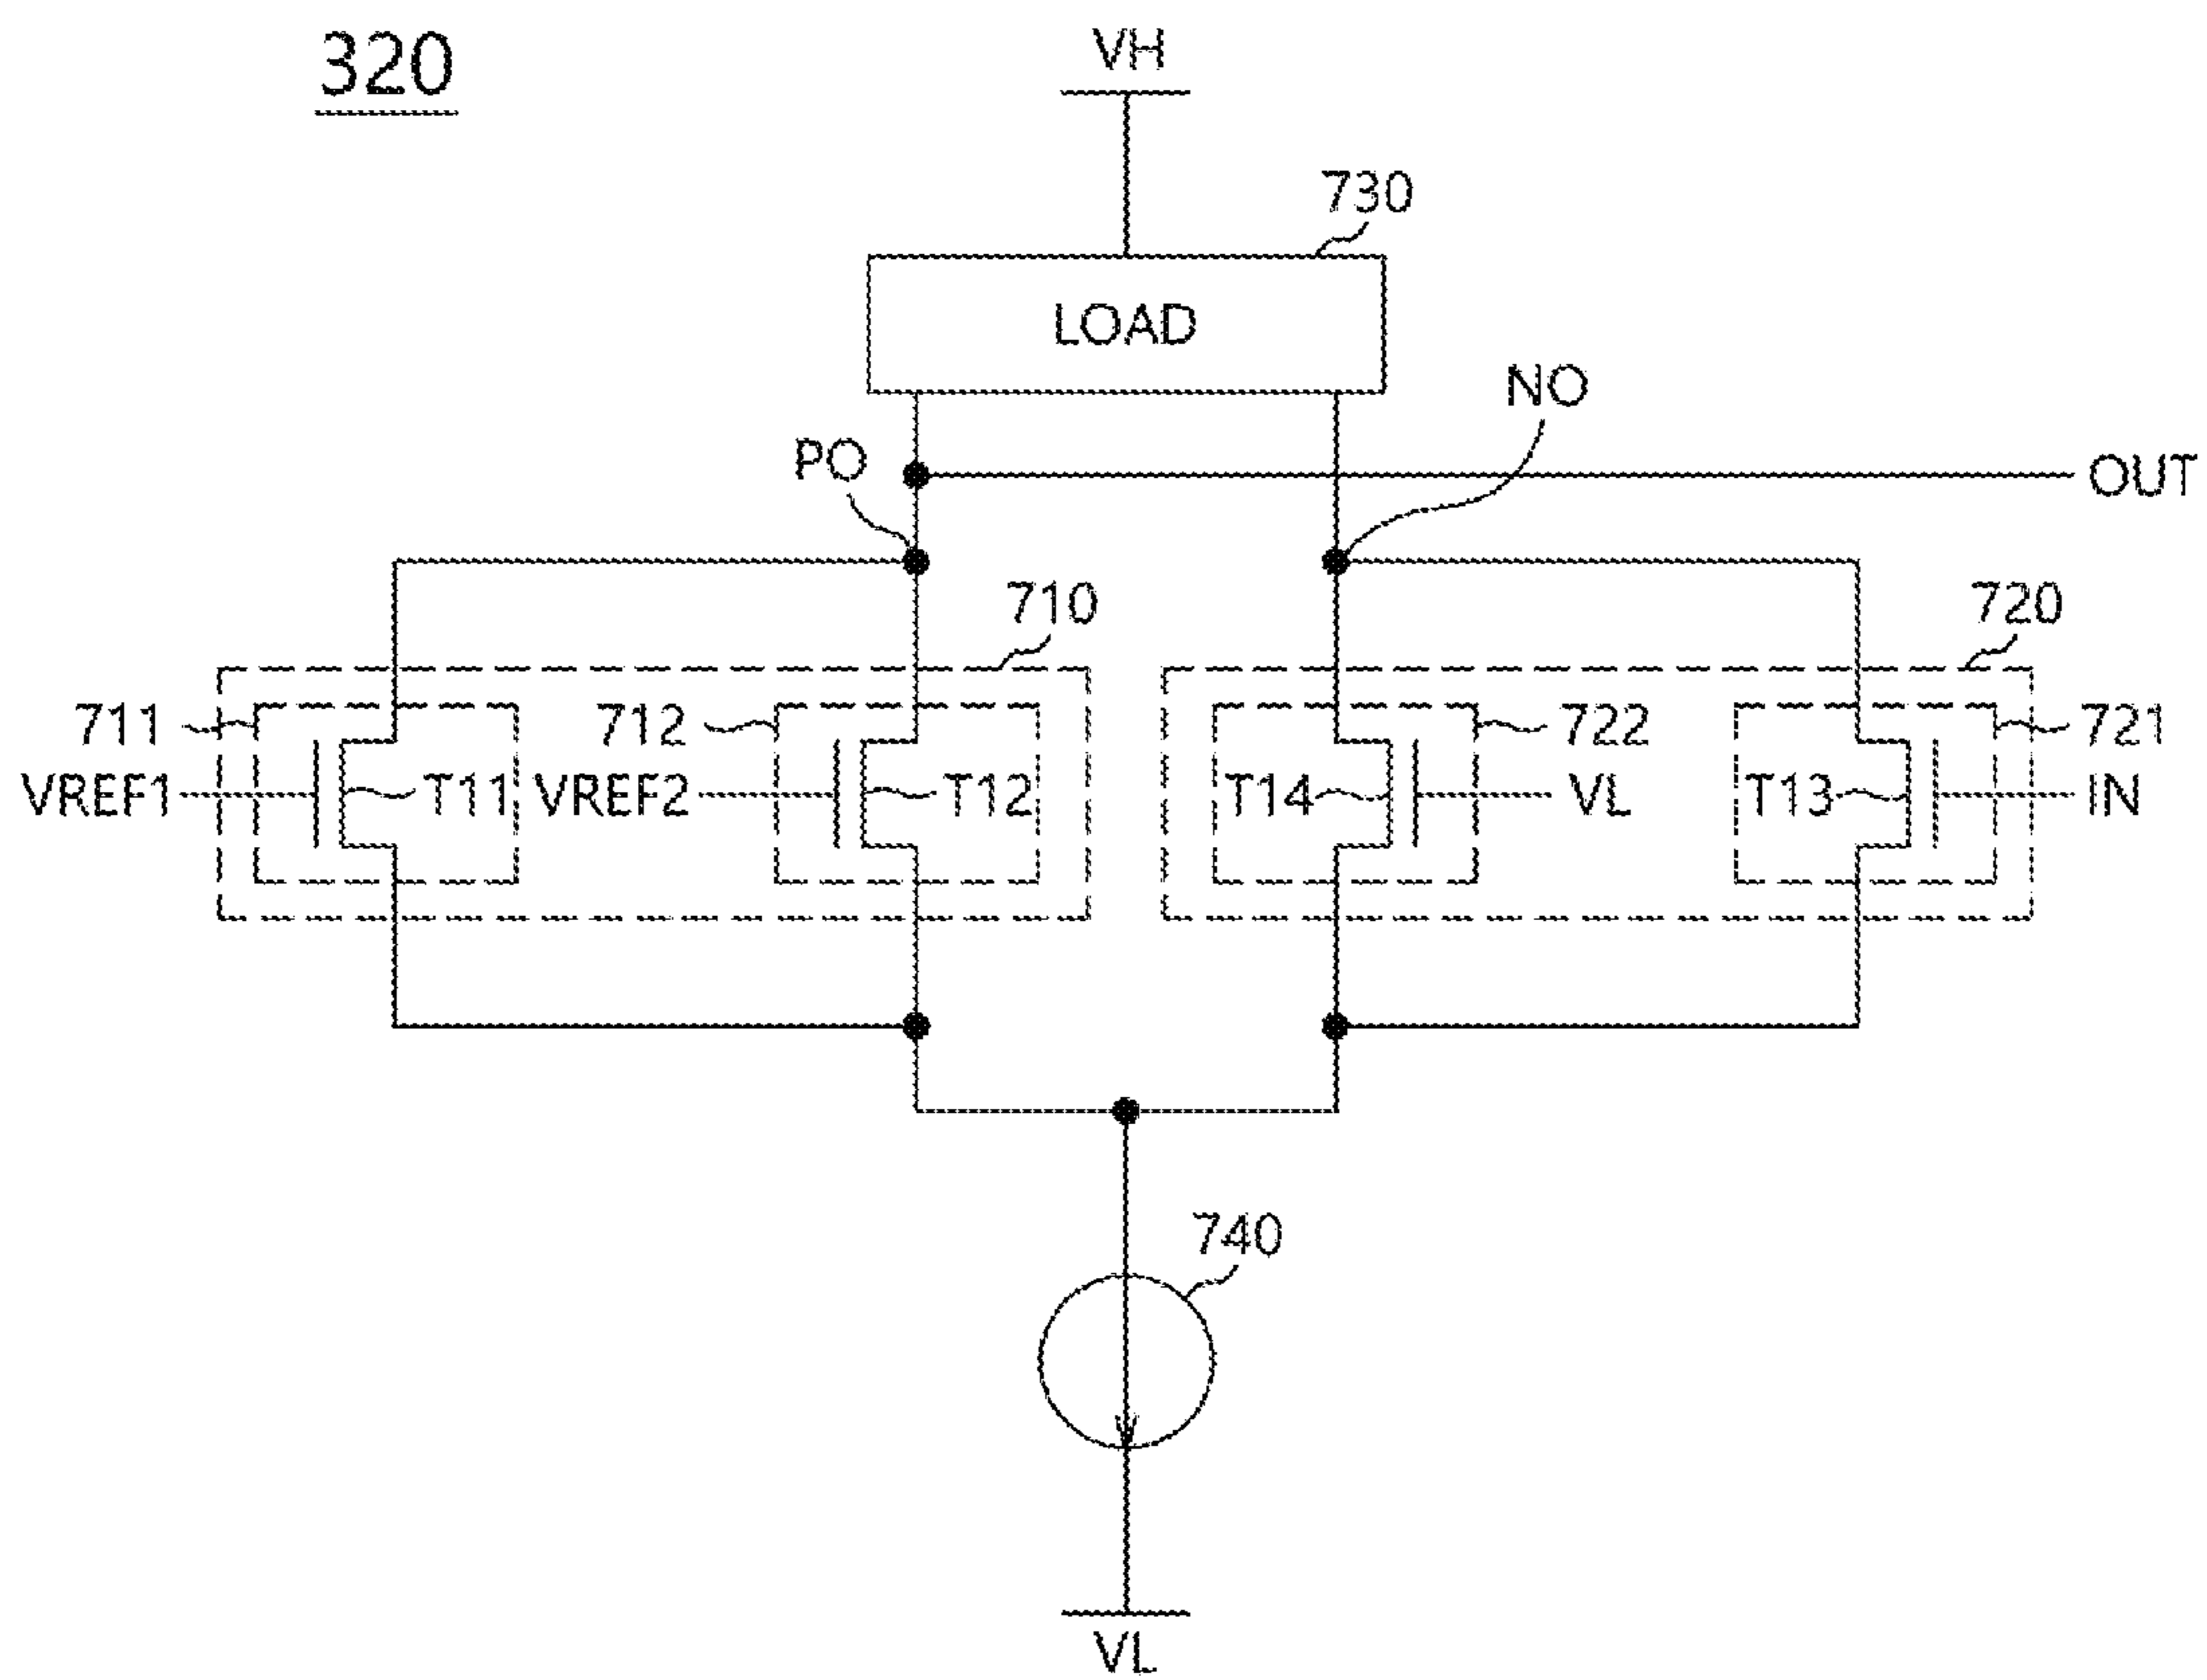 320
VH
730
LOAD
NO
PO
OUT
710
720
711
712
722
721
VREF1
T11
VREF2
T12
T14
VL
T13
IN
740
VL